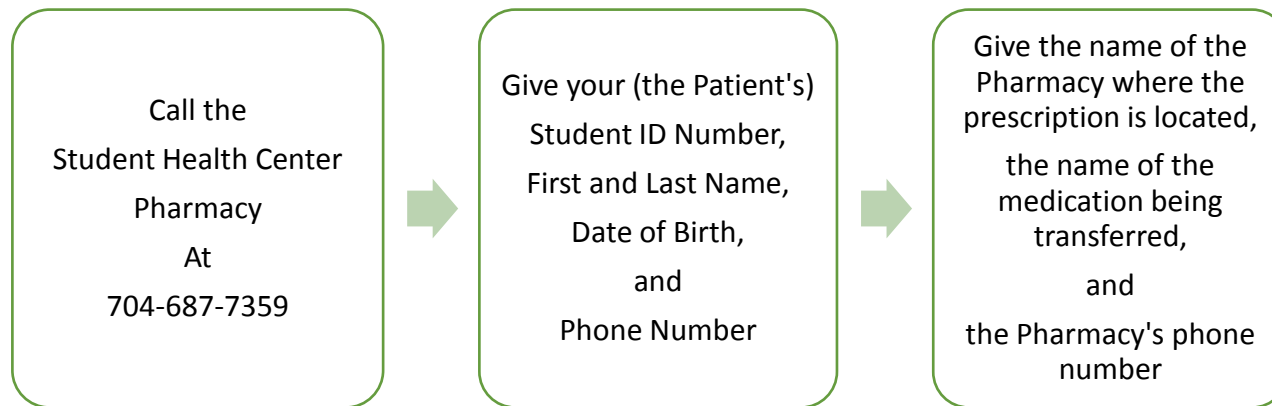 Call the
Student Health Center
Pharmacy
At
704-687-7359
Give your (the Patient's)
Student ID Number,
First and Last Name,
Date of Birth,
and
Phone Number
Give the name of the
Pharmacy where the
prescription is located,
the name of the
medication being
transferred,
and
the Pharmacy's phone
number